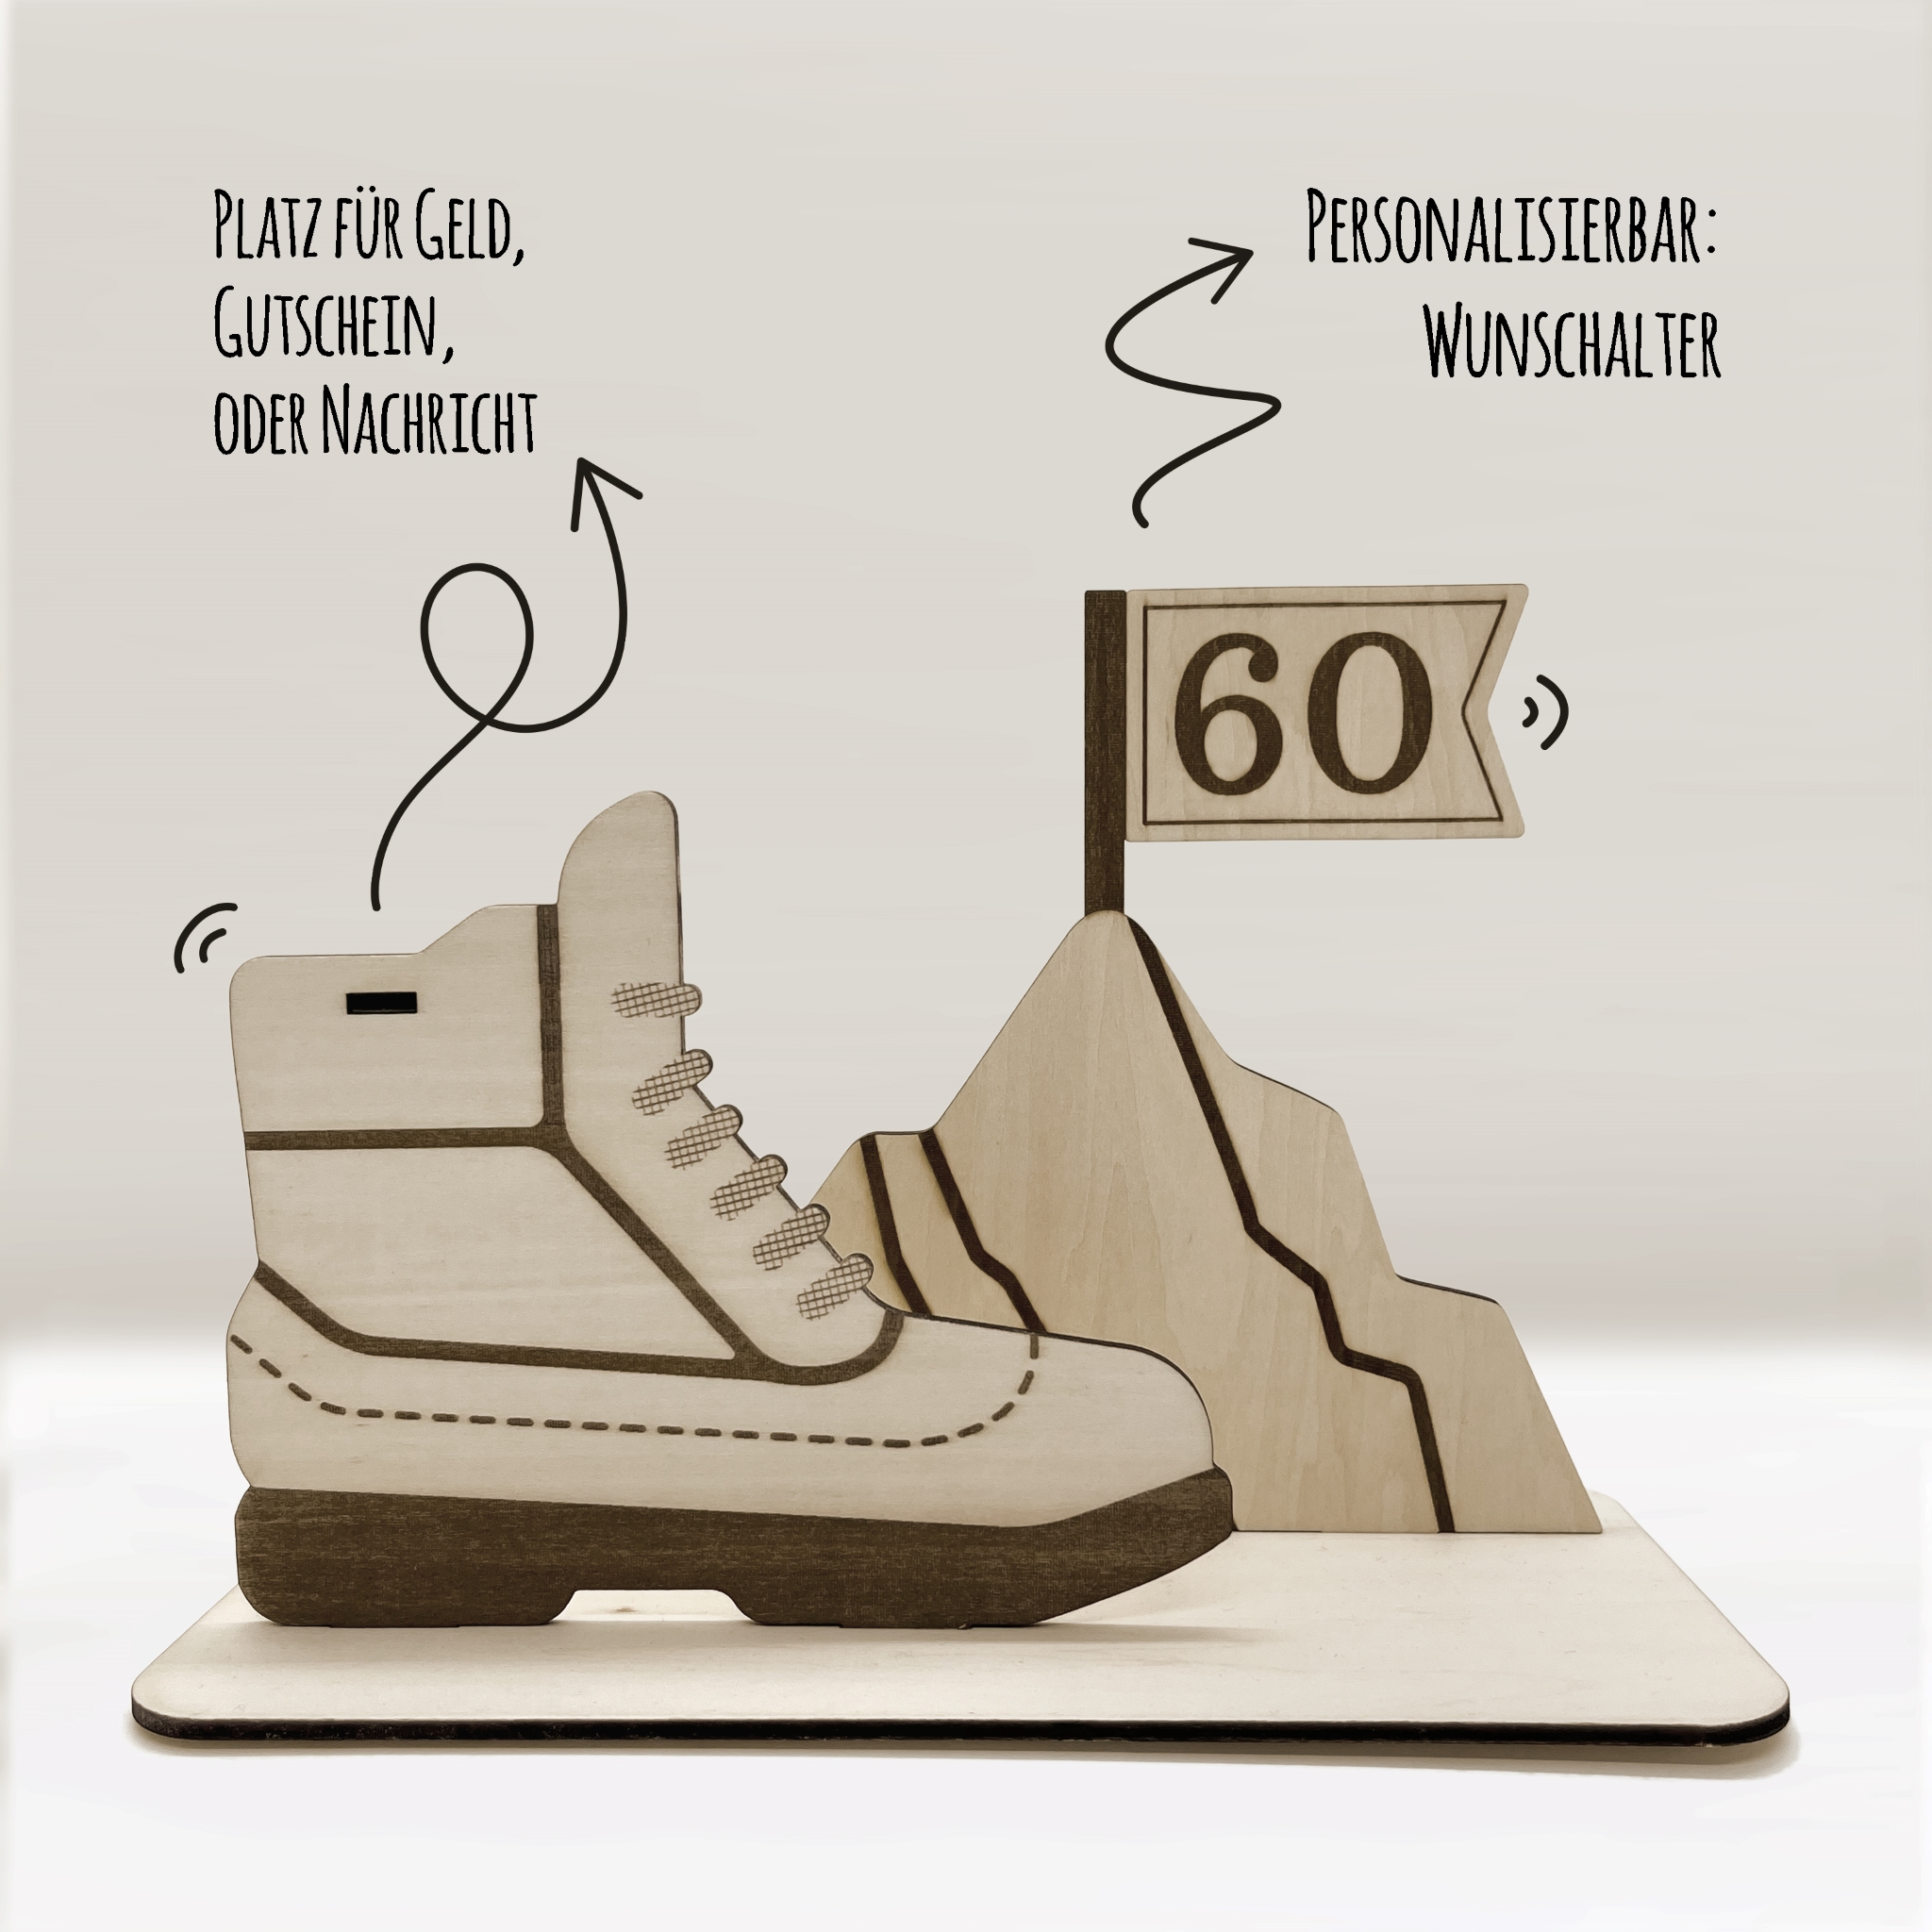 Platz für Geld,
Gutschein,
oder Nachricht
Personalisierbar:
Wunschalter
60